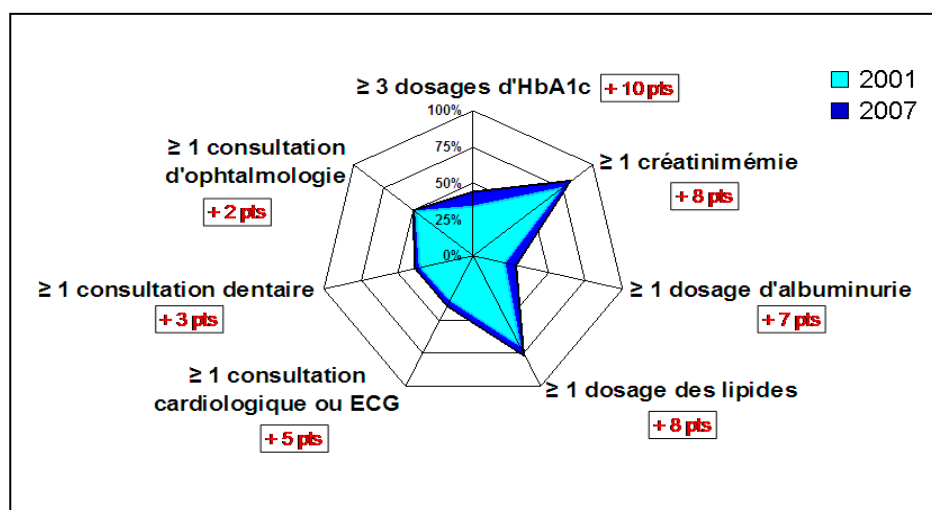 ≥ 3 dosages d'HbA1c
+ 10 pts
2001
2007
100%
75%
50%
25%
0%
≥ 1 créatinimémie
+ 8 pts
≥ 1 dosage d'albuminurie
+ 7 pts
≥ 1 dosage des lipides
+ 8 pts
≥ 1 consultation
cardiologique ou ECG
+ 5 pts
≥ 1 consultation dentaire
+ 3 pts
≥ 1 consultation
d'ophtalmologie
+ 2 pts